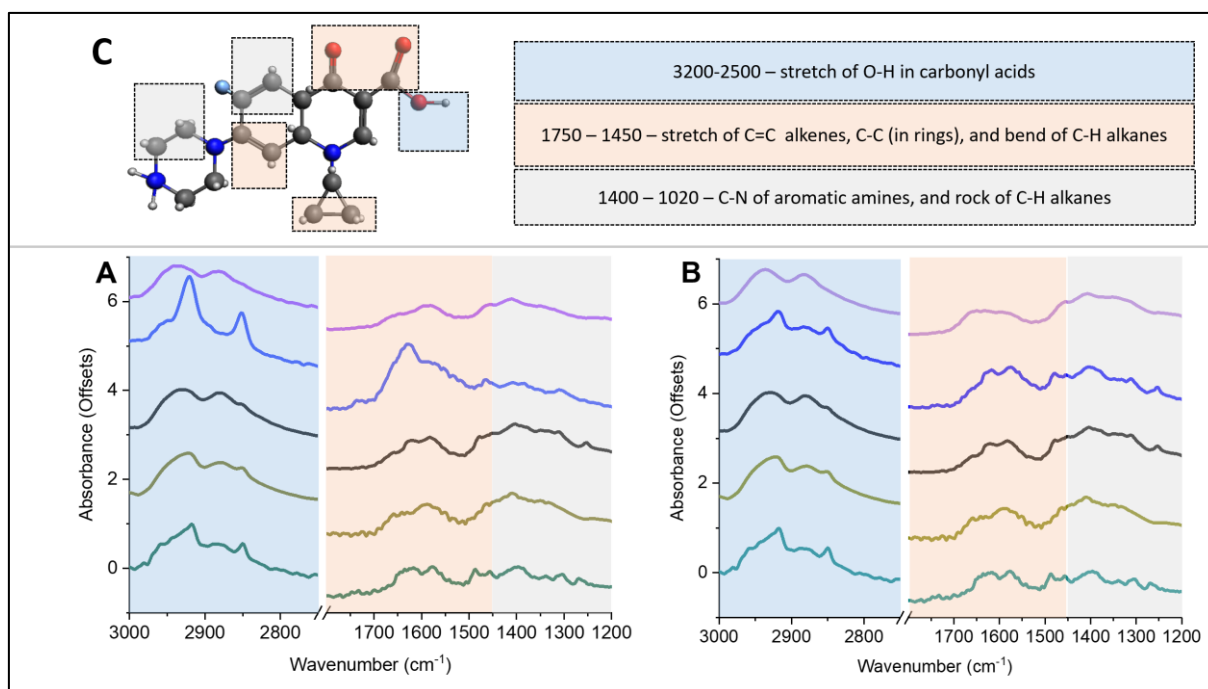 C
3200-2500 – stretch of O-H in carbonyl acids
1750 – 1450 – stretch of C=C alkenes, C-C (in rings), and bend of C-H alkanes
1400 – 1020 – C-N of aromatic amines, and rock of C-H alkanes
A
Absorbance (Offsets)
6
4
2
0
3000 2900 2800 1700 1600 1500 1400 1300 1200
Wavenumber (cm⁻¹)
B
Absorbance (Offsets)
6
4
2
0
3000 2900 2800 1700 1600 1500 1400 1300 1200
Wavenumber (cm⁻¹)